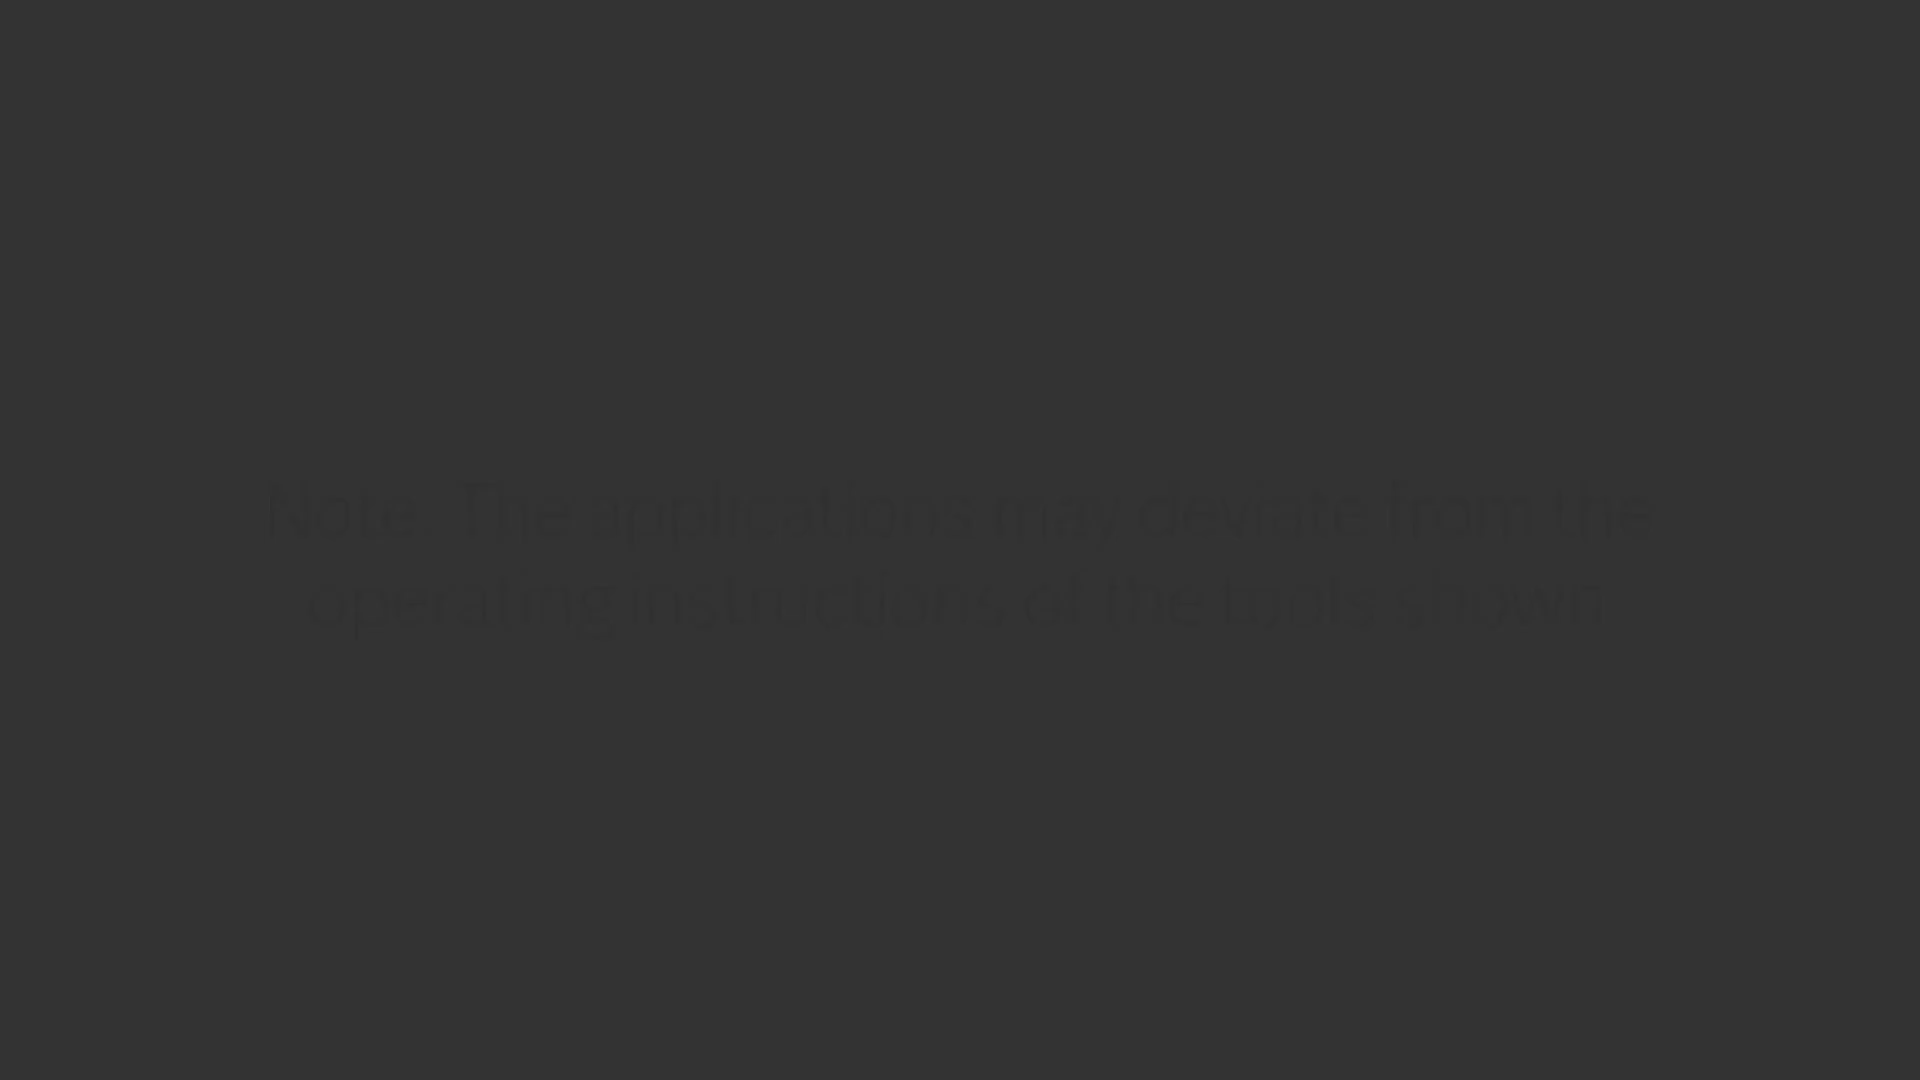 Note: The applications may deviate from the
operating instructions of the tools shown